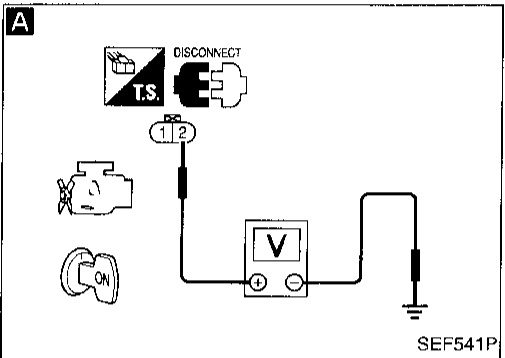 A
DISCONNECT
T.S.
1 2
ON
V
+ −
SEF541P